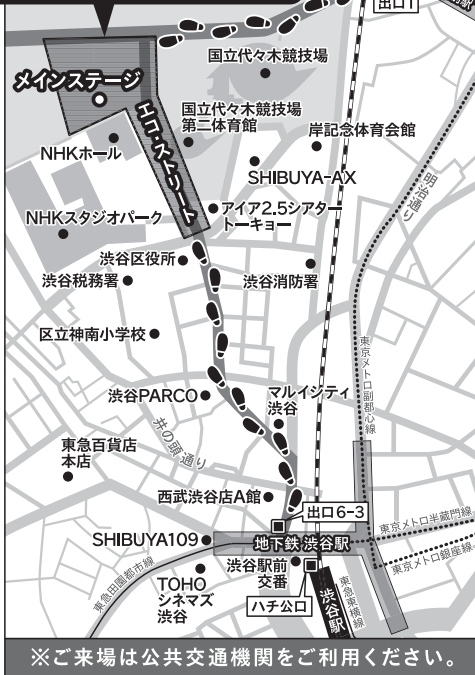 出口1
国立代々木競技場
メインステージ
エコ・ストリート
国立代々木競技場
第二体育館
岸記念体育会館
NHKホール
SHIBUYA-AX
明治通り
NHKスタジオパーク
アイア2.5シアター
トーキョー
渋谷区役所
渋谷税務署
渋谷消防署
区立神南小学校
東京メトロ副都心線
渋谷PARCO
マルイシティ
渋谷
井の頭通り
東急百貨店
本店
西武渋谷店A館
出口6-3
東京メトロ半蔵門線
SHIBUYA109
地下鉄 渋谷駅
東京メトロ銀座線
東急田園都市線
渋谷駅前
交番
TOHO
シネマズ
渋谷
ハチ公口
渋谷駅
東急東横線
※ご来場は公共交通機関をご利用ください。